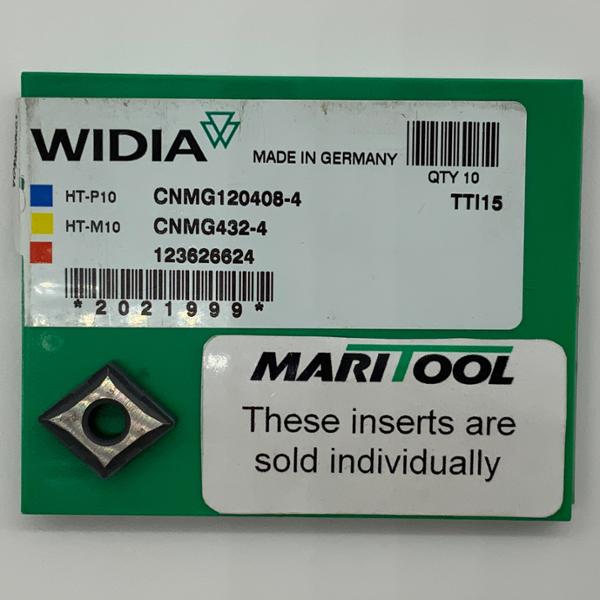 WIDIA
MADE IN GERMANY
QTY 10
HT-P10 CNMG120408-4 TTI15
HT-M10 CNMG432-4
123626624
*2021999*
MARITOOL
These inserts are
sold individually